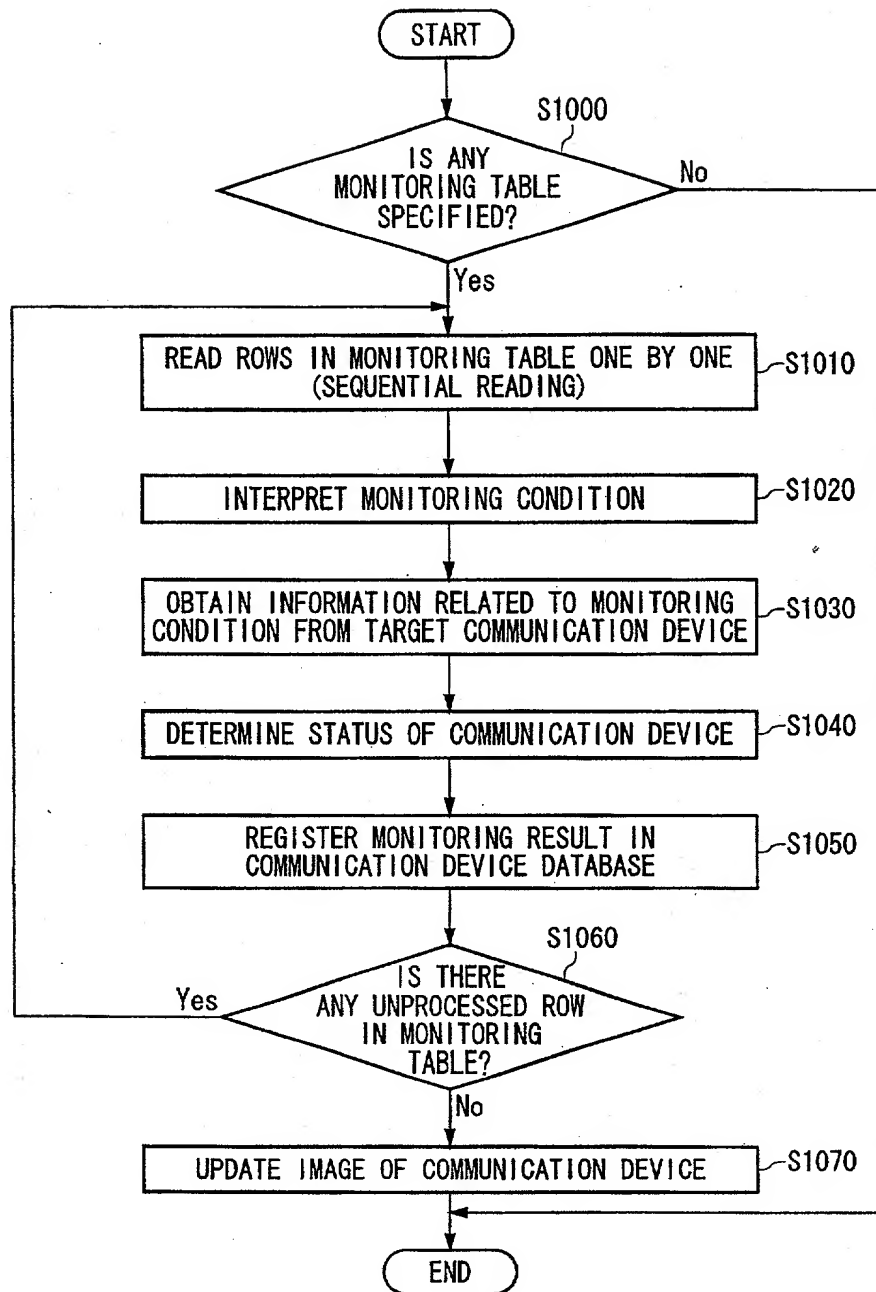 START
S1000
IS ANY
MONITORING TABLE
SPECIFIED?
No
Yes
READ ROWS IN MONITORING TABLE ONE BY ONE
(SEQUENTIAL READING)
S1010
INTERPRET MONITORING CONDITION
S1020
OBTAIN INFORMATION RELATED TO MONITORING
CONDITION FROM TARGET COMMUNICATION DEVICE
S1030
DETERMINE STATUS OF COMMUNICATION DEVICE
S1040
REGISTER MONITORING RESULT IN
COMMUNICATION DEVICE DATABASE
S1050
S1060
IS THERE
ANY UNPROCESSED ROW
IN MONITORING
TABLE?
Yes
No
UPDATE IMAGE OF COMMUNICATION DEVICE
S1070
END